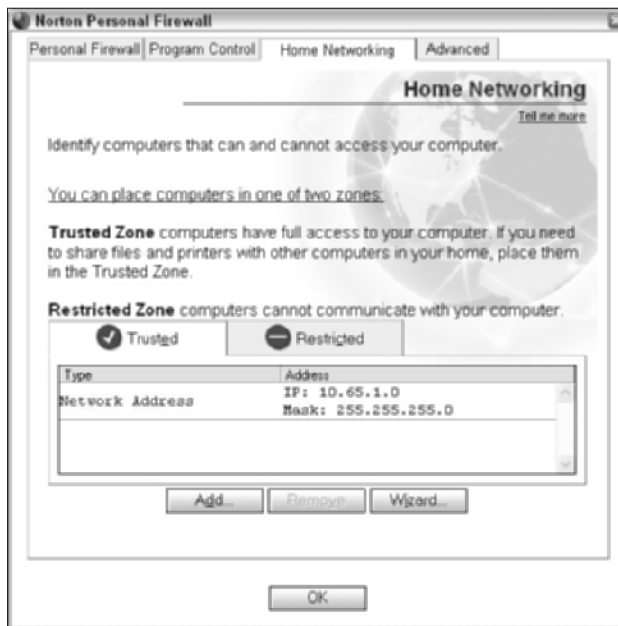 Norton Personal Firewall
Personal Firewall Program Control Home Networking Advanced
Home Networking
Tell me more
Identify computers that can and cannot access your computer.
You can place computers in one of two zones:
Trusted Zone computers have full access to your computer. If you need
to share files and printers with other computers in your home, place them
in the Trusted Zone.
Restricted Zone computers cannot communicate with your computer.
Trusted Restricted
Type Address
Network Address IP: 10.65.1.0
Mask: 255.255.255.0
Add... Remove Wizard...
OK